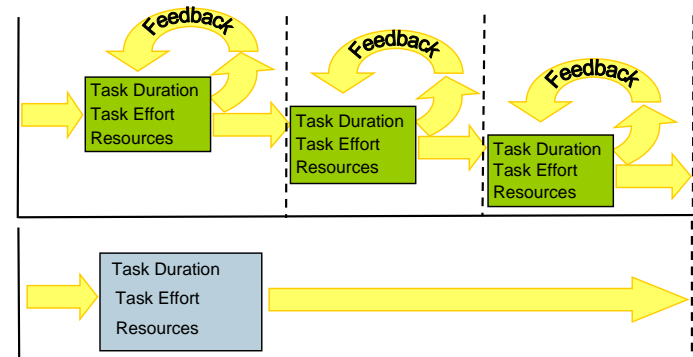 Feedback
Task Duration
Task Effort
Resources
Feedback
Task Duration
Task Effort
Resources
Feedback
Task Duration
Task Effort
Resources
Task Duration
Task Effort
Resources